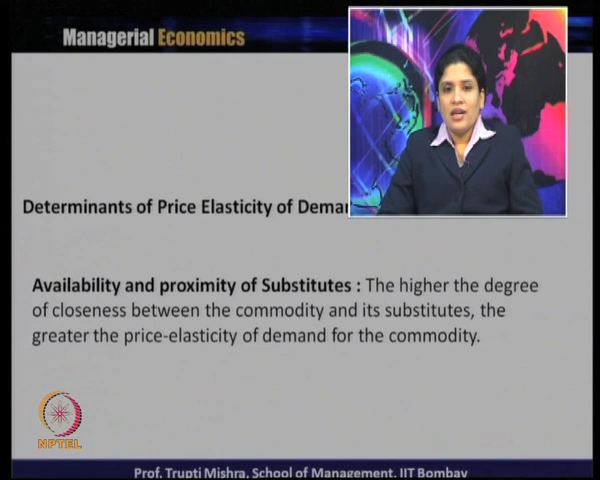 Managerial Economics
Determinants of Price Elasticity of
Availability and proximity of Substitutes : The higher the degree
of closeness between the commodity and its substitutes, the
greater the price-elasticity of demand for the commodity.
NPTEL
Prof. Trupti Mishra, School of Management, IIT Bombay